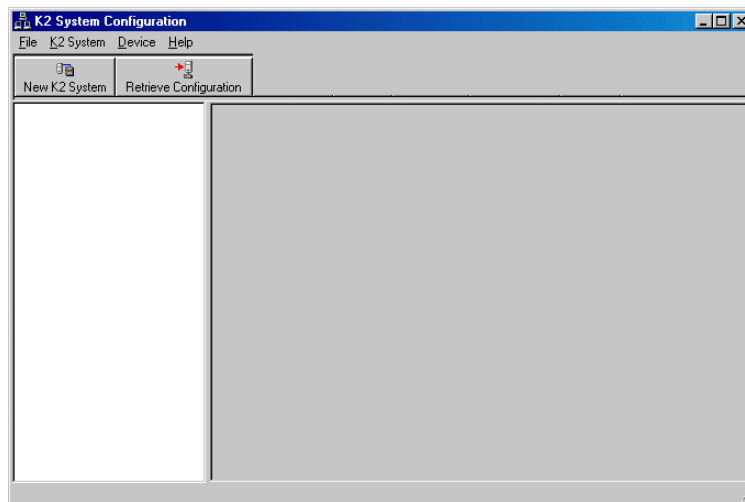 K2 System Configuration
File K2 System Device Help
New K2 System Retrieve Configuration